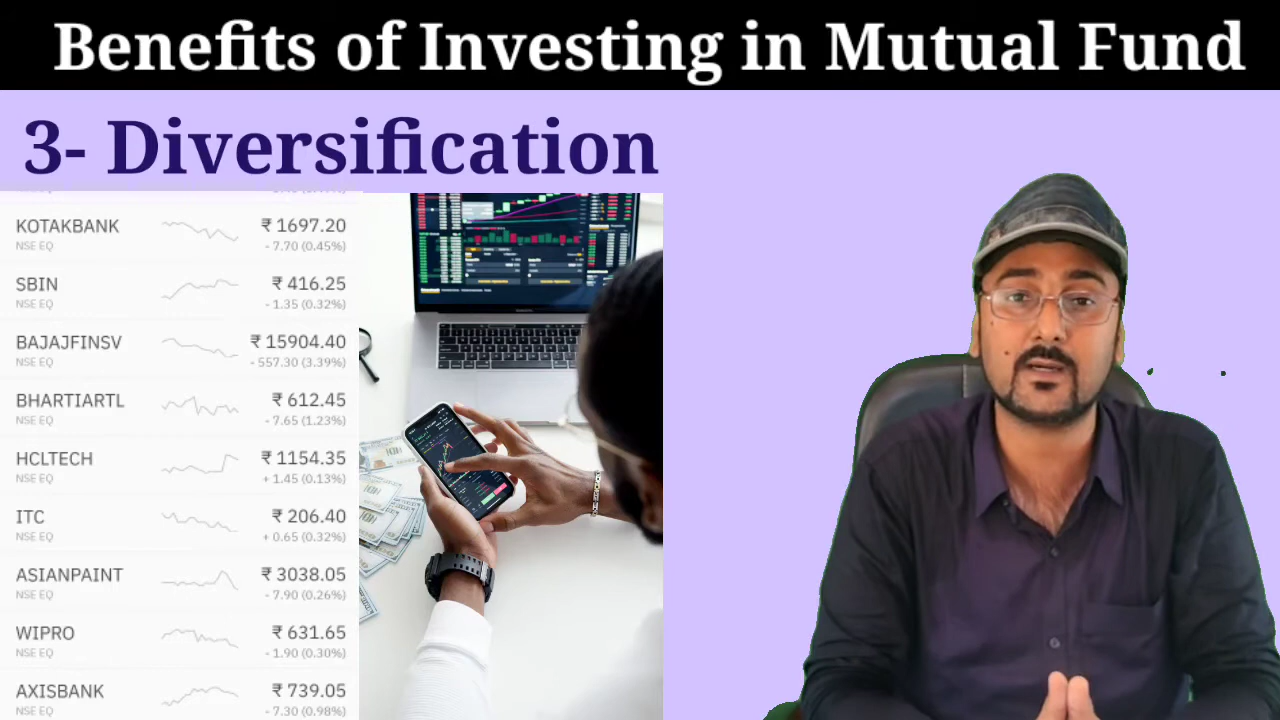 Benefits of Investing in Mutual Fund
3- Diversification
KOTAKBANK ₹ 1697.20
NSE EQ - 7.70 (0.45%)
SBIN ₹ 416.25
NSE EQ - 1.35 (0.32%)
BAJAJFINSV ₹ 15904.40
NSE EQ - 557.30 (3.39%)
BHARTIARTL ₹ 612.45
NSE EQ - 7.65 (1.23%)
HCLTECH ₹ 1154.35
NSE EQ + 1.45 (0.13%)
ITC ₹ 206.40
NSE EQ + 0.65 (0.32%)
ASIANPAINT ₹ 3038.05
NSE EQ - 7.90 (0.26%)
WIPRO ₹ 631.65
NSE EQ - 1.90 (0.30%)
AXISBANK ₹ 739.05
NSE EQ - 7.30 (0.98%)